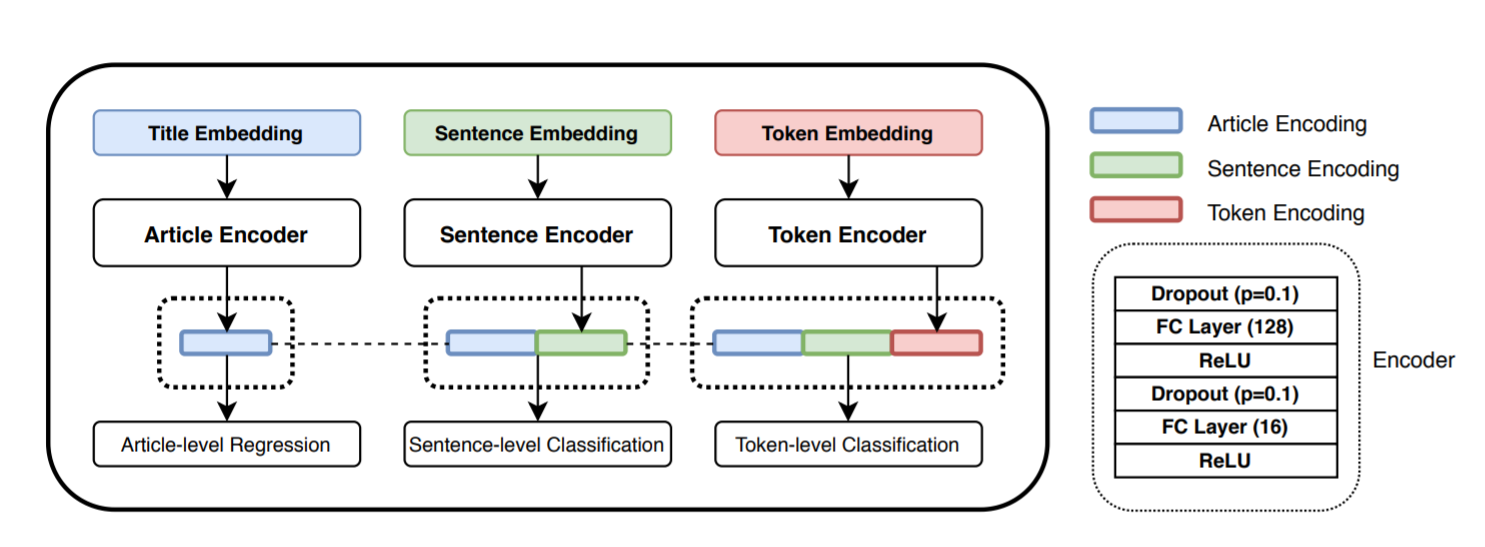 Title Embedding
Sentence Embedding
Token Embedding
Article Encoder
Sentence Encoder
Token Encoder
Article-level Regression
Sentence-level Classification
Token-level Classification
Article Encoding
Sentence Encoding
Token Encoding
Dropout (p=0.1)
FC Layer (128)
ReLU
Dropout (p=0.1)
FC Layer (16)
ReLU
Encoder